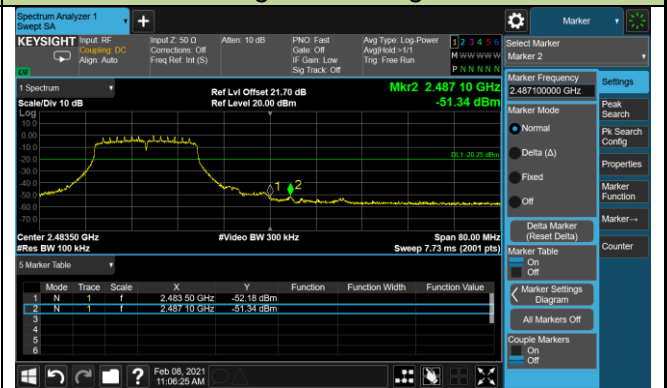 Spectrum Analyzer 1
Swept SA
+
Marker
KEYSIGHT
Input: RF
Coupling: DC
Align: Auto
Input Z: 50 Ω
Corrections: Off
Freq Ref: Int (S)
Atten: 10 dB
PNO: Fast
Gate: Off
IF Gain: Low
Sig Track: Off
Avg Type: Log-Power
Avg|Hold:>1/1
Trig: Free Run
1 2 3 4 5 6
M W W W W W
P N N N N N
LM
Select Marker
Marker 2
Marker Frequency
2.487100000 GHz
Settings
1 Spectrum
Ref Lvl Offset 21.70 dB
Mkr2 2.487 10 GHz
Scale/Div 10 dB
Ref Level 20.00 dBm
-51.34 dBm
Log
10.0
0.00
-10.0
-20.0
-30.0
-40.0
-50.0
-60.0
-70.0
DL1 -20.25 dBm
1
2
Center 2.48350 GHz
#Video BW 300 kHz
Span 80.00 MHz
#Res BW 100 kHz
Sweep 7.73 ms (2001 pts)
Marker Mode
Normal
Delta (Δ)
Fixed
Off
Delta Marker
(Reset Delta)
Marker Table
On
Off
Marker Settings
Diagram
All Markers Off
Couple Markers
On
Off
Peak
Search
Pk Search
Config
Properties
Marker
Function
Marker→
Counter
5 Marker Table
Mode Trace Scale X Y Function Function Width Function Value
1 N 1 f 2.483 50 GHz -52.18 dBm
2 N 1 f 2.487 10 GHz -51.34 dBm
3
4
5
6
?
Feb 08, 2021
11:06:25 AM